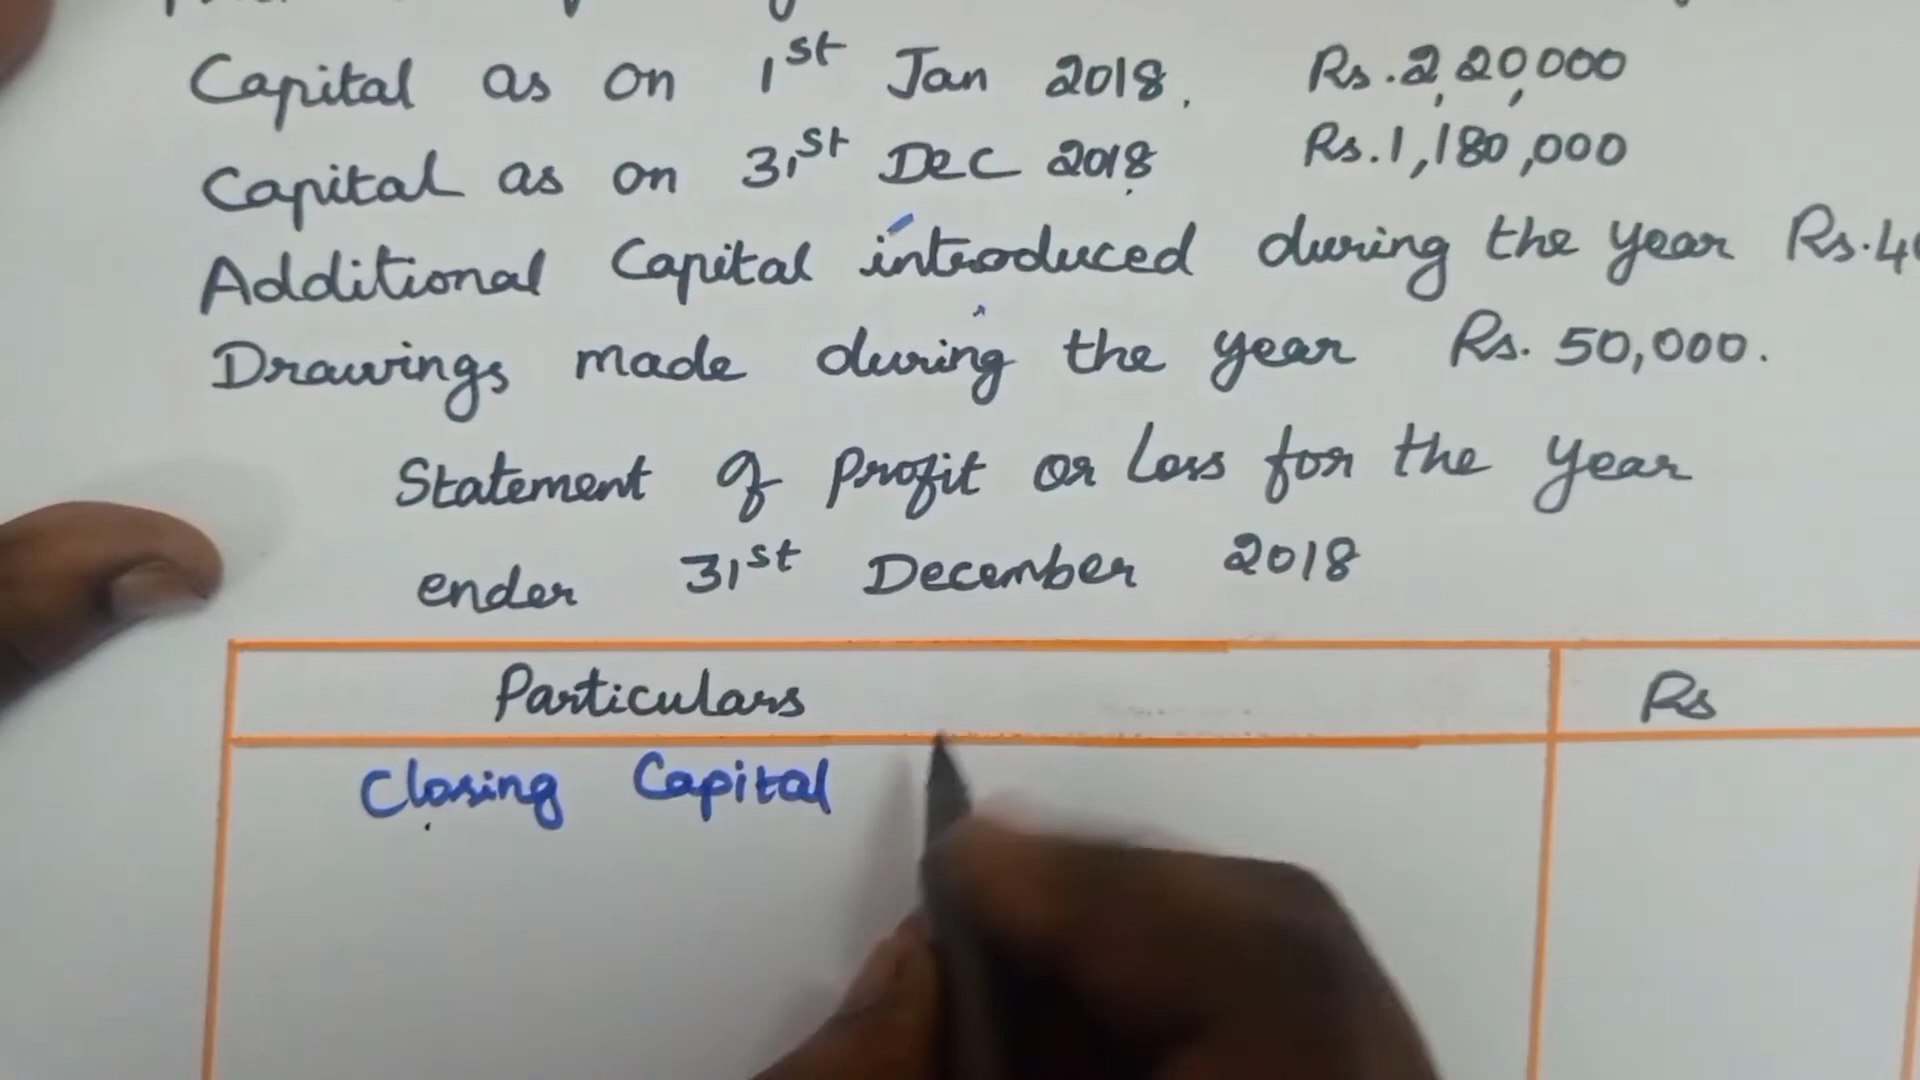 Capital as on 1st Jan 2018. Rs.2,20,000
Capital as on 31st Dec 2018 Rs.1,180,000
Additional Capital introduced during the year Rs.4
Drawings made during the year Rs. 50,000.
Statement of Profit or Loss for the year
ender 31st December 2018
Particulars Rs
Closing Capital